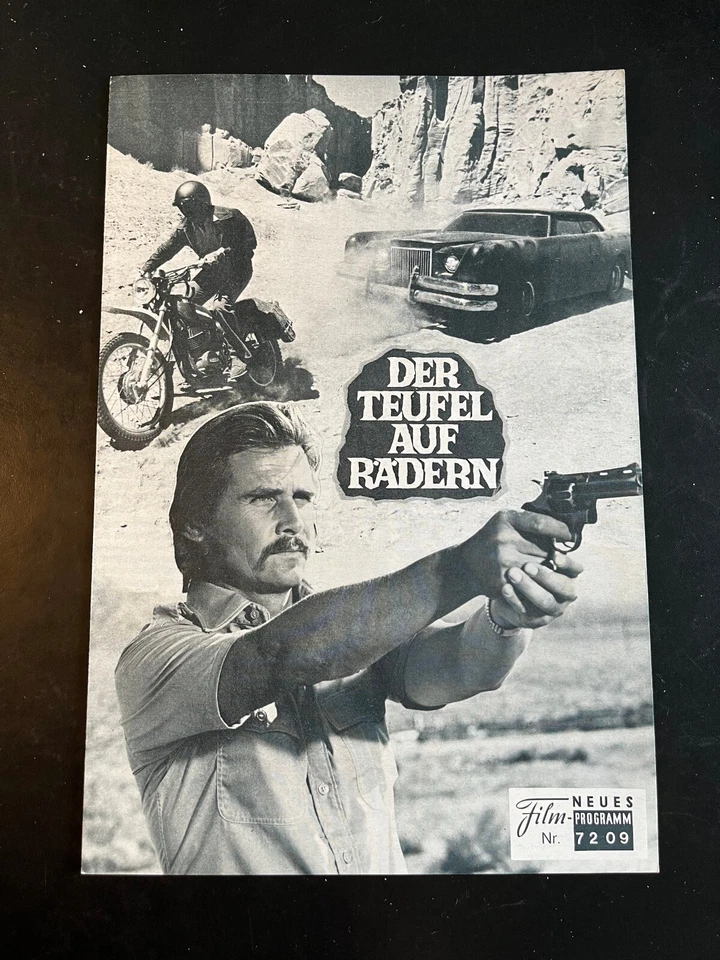 DER
TEUFEL
AUF
RÄDERN
Film-
NEUES
PROGRAMM
Nr. 7209